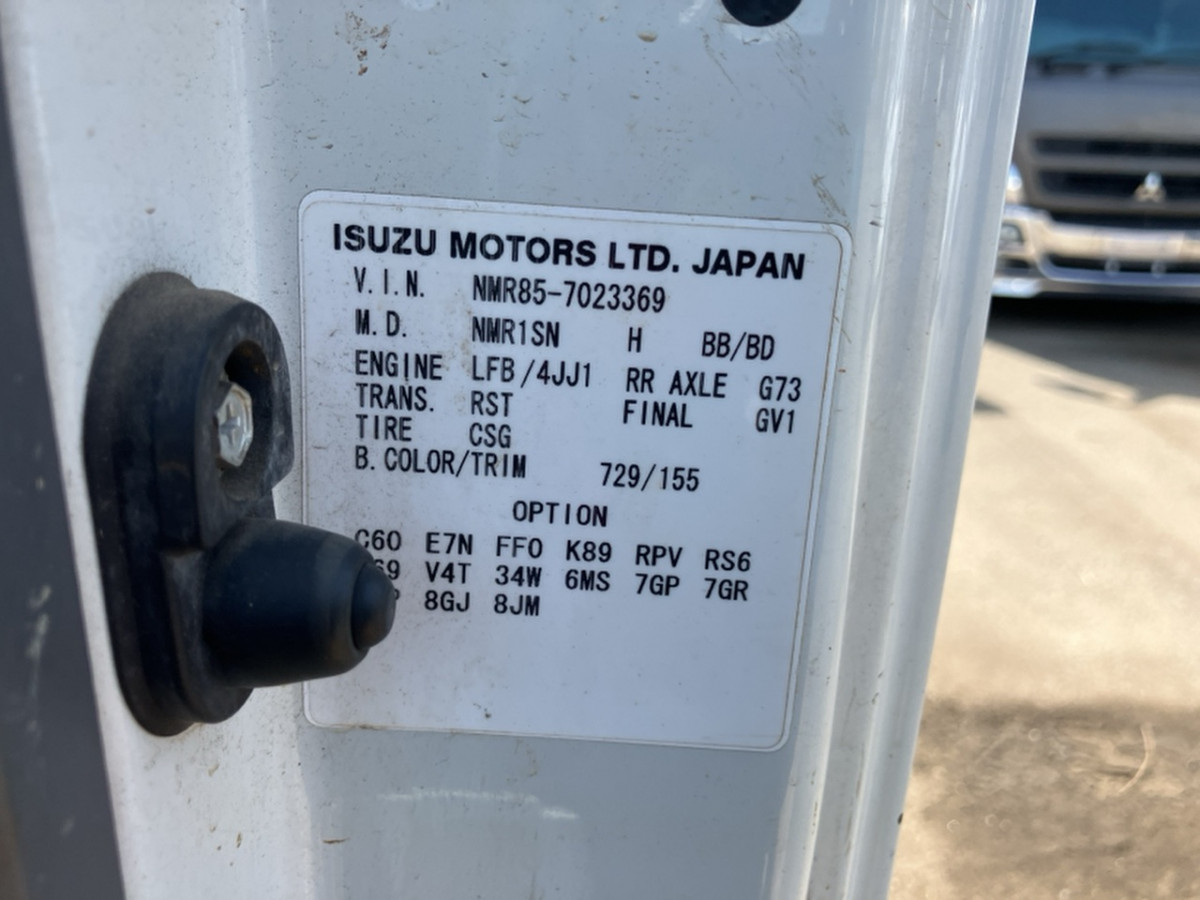 ISUZU MOTORS LTD. JAPAN
V.I.N. NMR85-7023369
M.D. NMR1SN H BB/BD
ENGINE LFB/4JJ1 RR AXLE G73
TRANS. RST FINAL GV1
TIRE CSG
B.COLOR/TRIM 729/155
OPTION
C60 E7N FF0 K89 RPV RS6
V4T 34W 6MS 7GP 7GR
8GJ 8JM